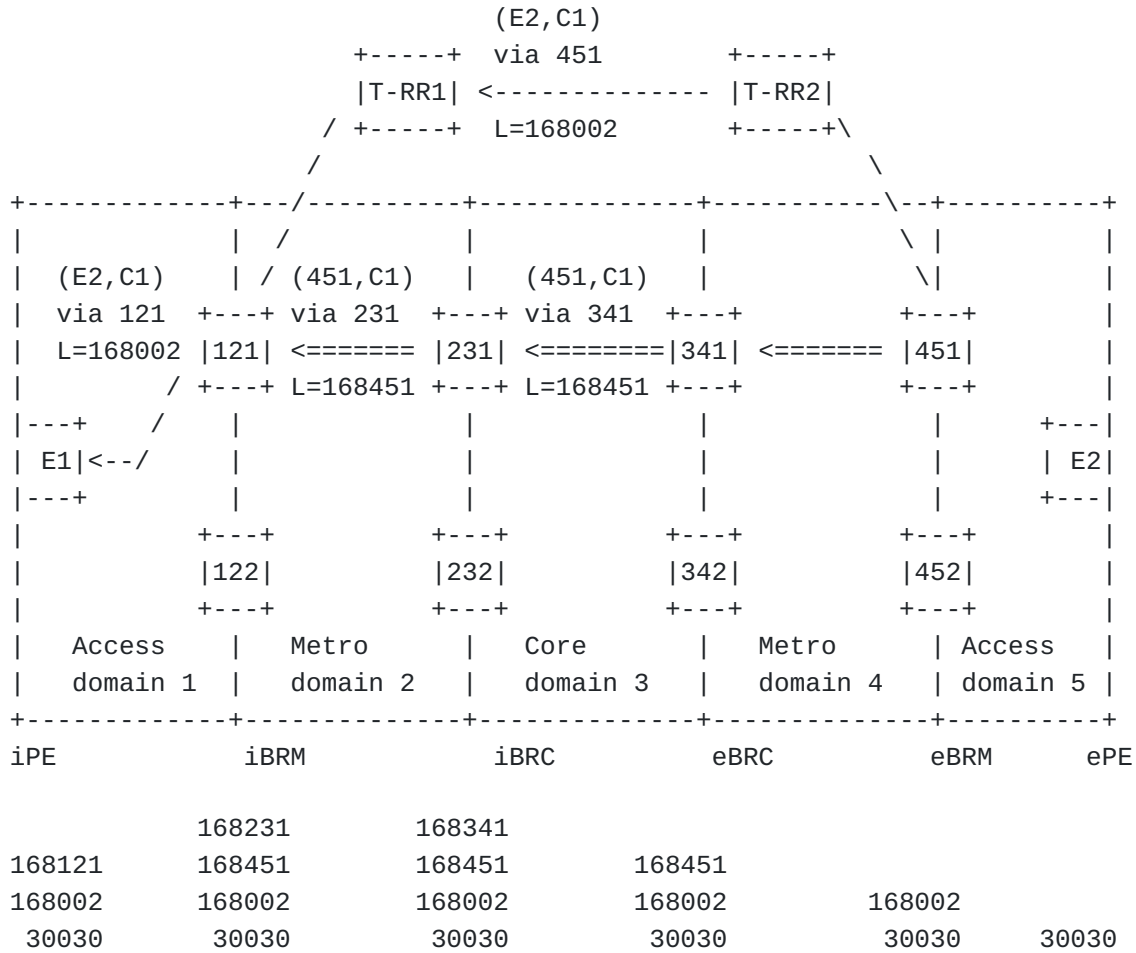 (E2,C1)
                      +-----+  via 451        +-----+
                      |T-RR1| <-------------- |T-RR2|
                    / +-----+  L=168002       +-----+\
                   /                                   \
+-------------+---/----------+--------------+-----------\--+----------+
|             |  /           |              |            \ |          |
|  (E2,C1)    | / (451,C1)   |   (451,C1)   |             \|          |
|  via 121  +---+ via 231  +---+ via 341  +---+          +---+        |
|  L=168002 |121| <======= |231| <========|341| <======= |451|        |
|         / +---+ L=168451 +---+ L=168451 +---+          +---+        |
|---+    /    |              |              |              |      +---|
| E1|<--/     |              |              |              |      | E2|
|---+         |              |              |              |      +---|
|           +---+          +---+          +---+          +---+        |
|           |122|          |232|          |342|          |452|        |
|           +---+          +---+          +---+          +---+        |
|   Access    |   Metro      |   Core       |   Metro      | Access   |
|   domain 1  |   domain 2   |   domain 3   |   domain 4   | domain 5 |
+-------------+--------------+--------------+--------------+----------+
iPE            iBRM            iBRC          eBRC          eBRM      ePE

            168231        168341
168121      168451        168451        168451
168002      168002        168002        168002         168002
 30030       30030         30030         30030          30030     30030